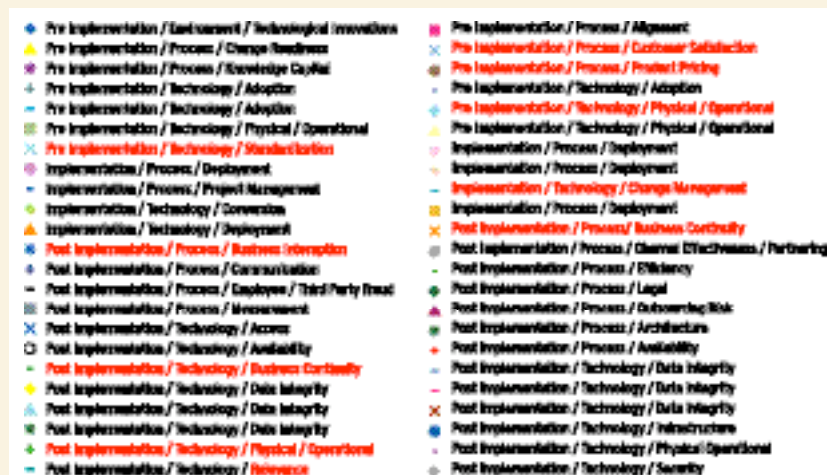 Pre Implementation / Environment / Technological Innovations
Pre Implementation / Process / Change Readiness
Pre Implementation / Process / Knowledge Capital
Pre Implementation / Technology / Adoption
Pre Implementation / Technology / Adoption
Pre Implementation / Technology / Physical / Operational
Pre Implementation / Technology / Standardization
Implementation / Process / Deployment
Implementation / Process / Project Management
Implementation / Technology / Conversion
Implementation / Technology / Deployment
Post Implementation / Process / Business Interruption
Post Implementation / Process / Communication
Post Implementation / Process / Employee / Third Party Fraud
Post Implementation / Process / Measurement
Post Implementation / Technology / Access
Post Implementation / Technology / Availability
Post Implementation / Technology / Business Continuity
Post Implementation / Technology / Data Integrity
Post Implementation / Technology / Data Integrity
Post Implementation / Technology / Data Integrity
Post Implementation / Technology / Physical / Operational
Post Implementation / Technology / Relevance
Pre Implementation / Process / Alignment
Pre Implementation / Process / Customer Satisfaction
Pre Implementation / Process / Product Pricing
Pre Implementation / Technology / Adoption
Pre Implementation / Technology / Physical / Operational
Pre Implementation / Technology / Physical / Operational
Implementation / Process / Deployment
Implementation / Process / Deployment
Implementation / Technology / Change Management
Implementation / Process / Deployment
Post Implementation / Process/ Business Continuity
Post Implementation / Process / Channel Effectiveness / Partnering
Post Implementation / Process / Efficiency
Post Implementation / Process / Legal
Post Implementation / Process / Outsourcing Risk
Post Implementation / Process / Architecture
Post Implementation / Process / Availability
Post Implementation / Technology / Data Integrity
Post Implementation / Technology / Data Integrity
Post Implementation / Technology / Data Integrity
Post Implementation / Technology / Infrastructure
Post Implementation / Technology / Physical Operational
Post Implementation / Technology / Security